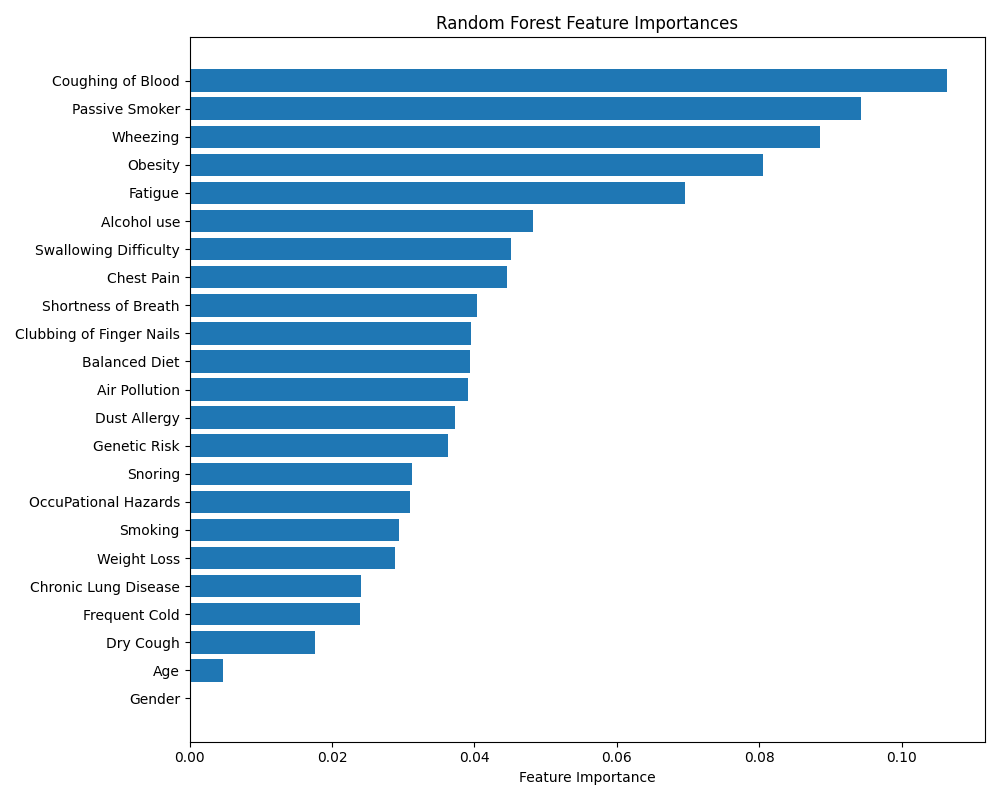 Random Forest Feature Importances
Coughing of Blood
Passive Smoker
Wheezing
Obesity
Fatigue
Alcohol use
Swallowing Difficulty
Chest Pain
Shortness of Breath
Clubbing of Finger Nails
Balanced Diet
Air Pollution
Dust Allergy
Genetic Risk
Snoring
OccuPational Hazards
Smoking
Weight Loss
Chronic Lung Disease
Frequent Cold
Dry Cough
Age
Gender
0.00 0.02 0.04 0.06 0.08 0.10
Feature Importance